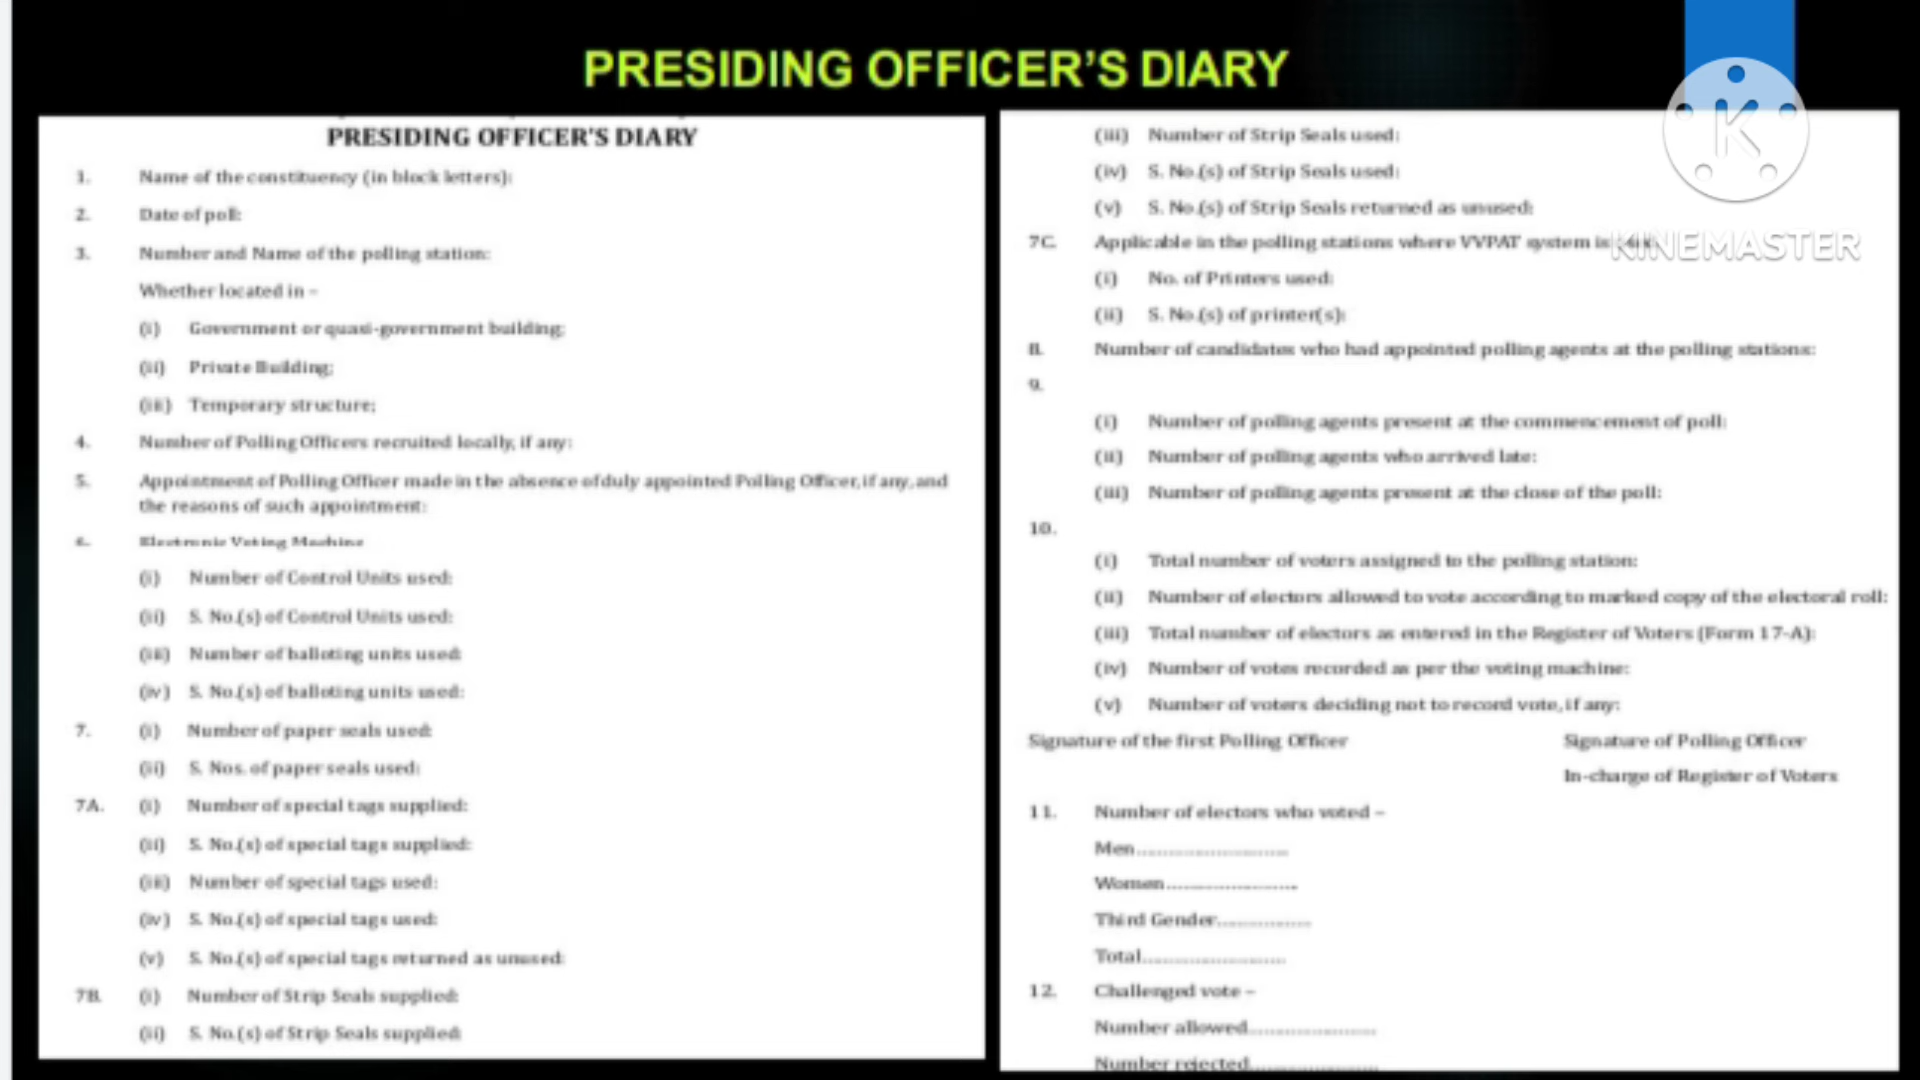 PRESIDING OFFICER’S DIARY
PRESIDING OFFICER'S DIARY
1. Name of the constituency (in block letters):
2. Date of poll:
3. Number and Name of the polling station:
Whether located in –
(i) Government or quasi-government building;
(ii) Private Building;
(iii) Temporary structure;
4. Number of Polling Officers recruited locally, if any:
5. Appointment of Polling Officer made in the absence of duly appointed Polling Officer, if any, and
the reasons of such appointment:
6. Electronic Voting Machine
(i) Number of Control Units used:
(ii) S. No.(s) of Control Units used:
(iii) Number of balloting units used:
(iv) S. No.(s) of balloting units used:
7. (i) Number of paper seals used:
(ii) S. Nos. of paper seals used:
7A. (i) Number of special tags supplied:
(ii) S. No.(s) of special tags supplied:
(iii) Number of special tags used:
(iv) S. No.(s) of special tags used:
(v) S. No.(s) of special tags returned as unused:
7B. (i) Number of Strip Seals supplied:
(ii) S. No.(s) of Strip Seals supplied:
(iii) Number of Strip Seals used:
(iv) S. No.(s) of Strip Seals used:
(v) S. No.(s) of Strip Seals returned as unused:
7C. Applicable in the polling stations where VVPAT system is
(i) No. of Printers used:
(ii) S. No.(s) of printer(s):
8. Number of candidates who had appointed polling agents at the polling stations:
9.
(i) Number of polling agents present at the commencement of poll:
(ii) Number of polling agents who arrived late:
(iii) Number of polling agents present at the close of the poll:
10.
(i) Total number of voters assigned to the polling station:
(ii) Number of electors allowed to vote according to marked copy of the electoral roll:
(iii) Total number of electors as entered in the Register of Voters (Form 17-A):
(iv) Number of votes recorded as per the voting machine:
(v) Number of voters deciding not to record vote, if any:
Signature of the first Polling Officer Signature of Polling Officer
In-charge of Register of Voters
11. Number of electors who voted –
Men............................
Women........................
Third Gender.................
Total..........................
12. Challenged vote –
Number allowed.......................
Number rejected.......................
K
KINEMASTER